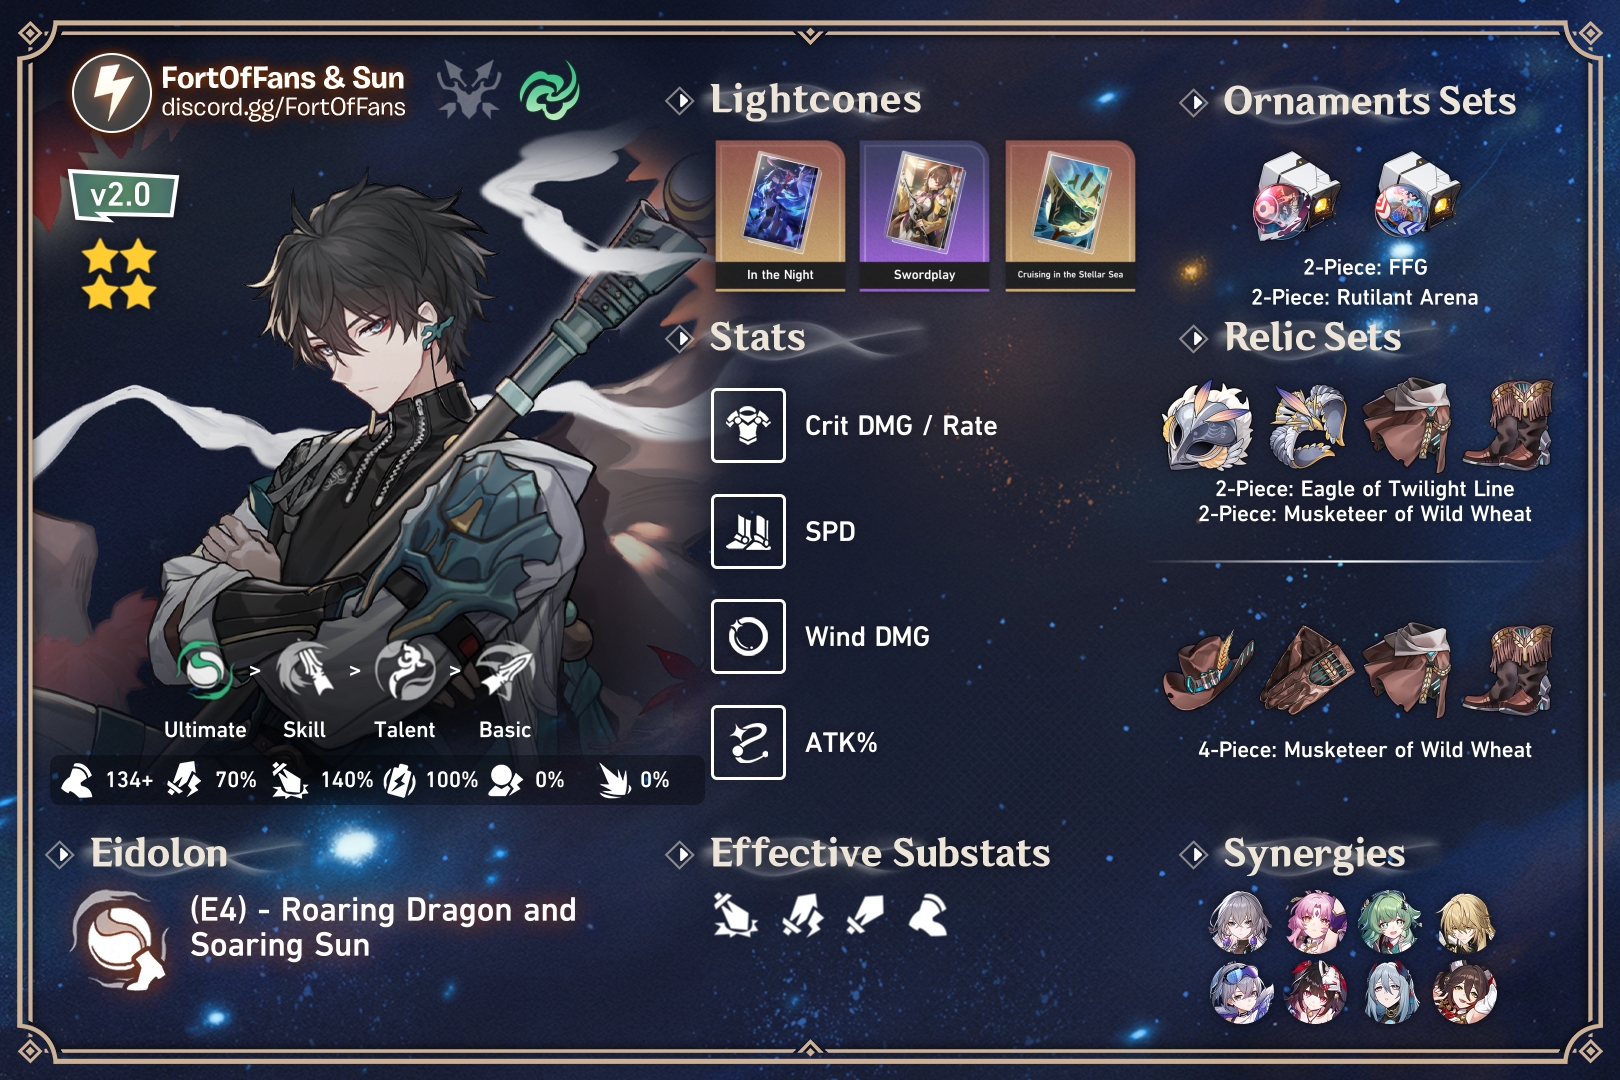 FortOfFans & Sun
discord.gg/FortOfFans
v2.0
Ultimate > Skill > Talent > Basic
134+ 70% 140% 100% 0% 0%
Eidolon
(E4) - Roaring Dragon and
Soaring Sun
Lightcones
In the Night
Swordplay
Cruising in the Stellar Sea
Stats
Crit DMG / Rate
SPD
Wind DMG
ATK%
Effective Substats
Ornaments Sets
2-Piece: FFG
2-Piece: Rutilant Arena
Relic Sets
2-Piece: Eagle of Twilight Line
2-Piece: Musketeer of Wild Wheat
4-Piece: Musketeer of Wild Wheat
Synergies